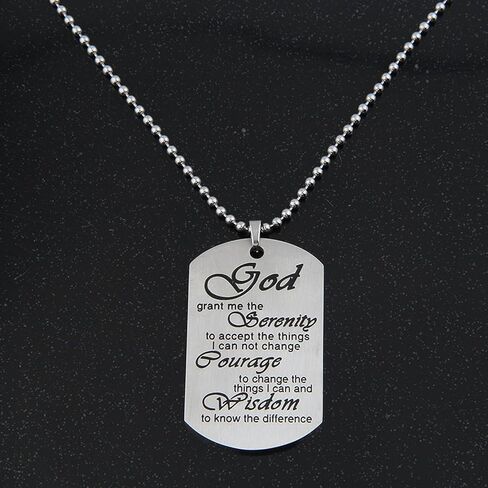 God
grant me the
Serenity
to accept the things
I can not change
Courage
to change the
things I can and
Wisdom
to know the difference